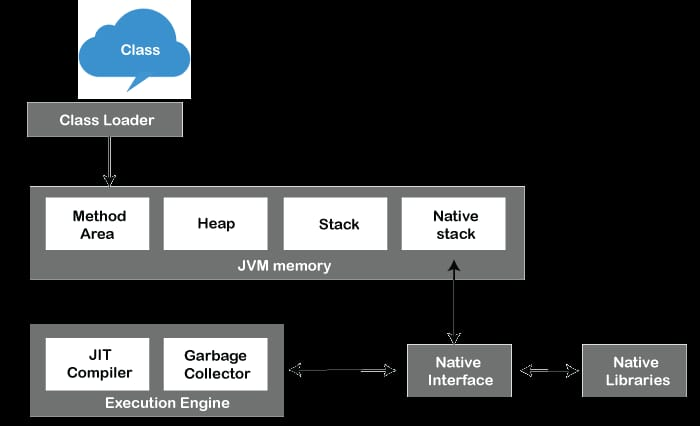 Class
Class Loader
Method
Area
Heap
Stack
Native
stack
JVM memory
JIT
Compiler
Garbage
Collector
Execution Engine
Native
Interface
Native
Libraries